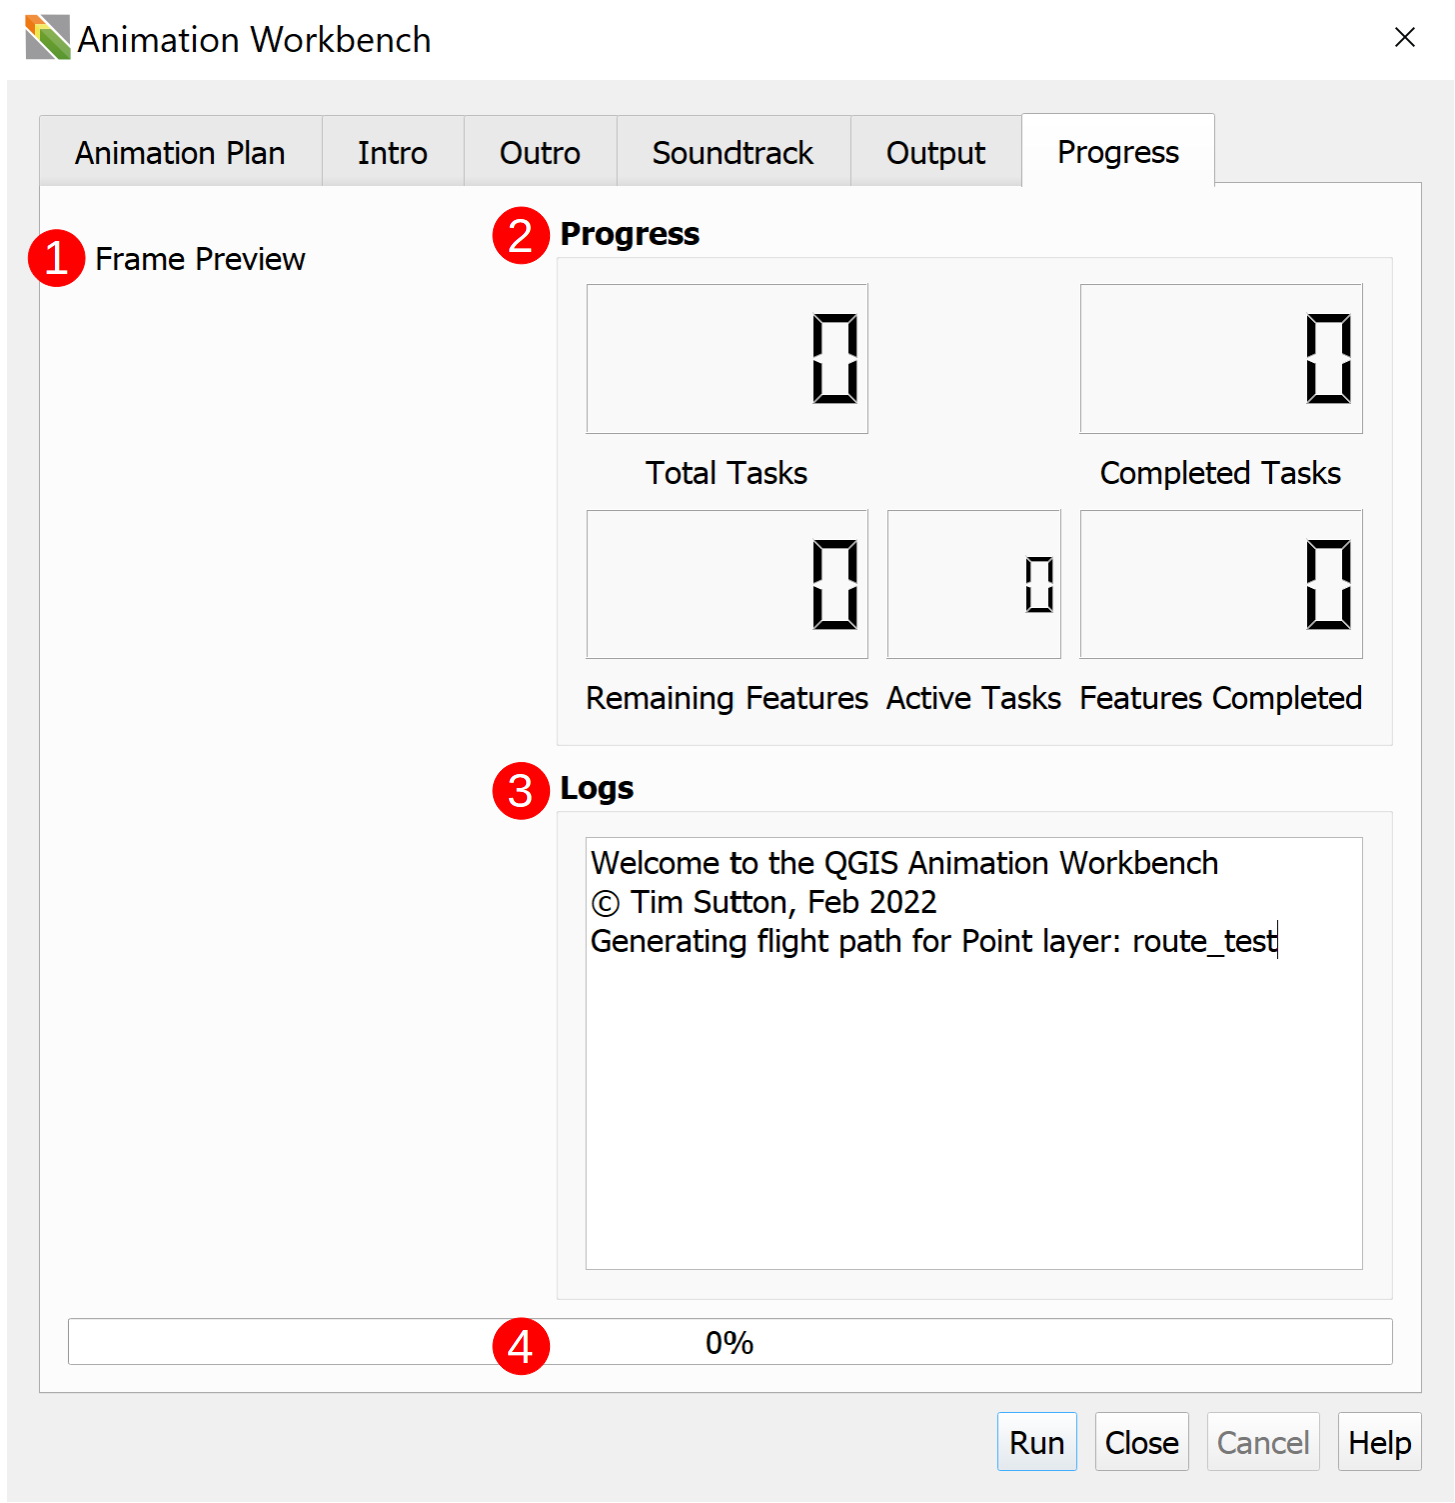 Animation Workbench
Animation Plan Intro Outro Soundtrack Output Progress
1 Frame Preview
2 Progress
0 0
Total Tasks Completed Tasks
0 0 0
Remaining Features Active Tasks Features Completed
3 Logs
Welcome to the QGIS Animation Workbench
© Tim Sutton, Feb 2022
Generating flight path for Point layer: route_test
4 0%
Run Close Cancel Help